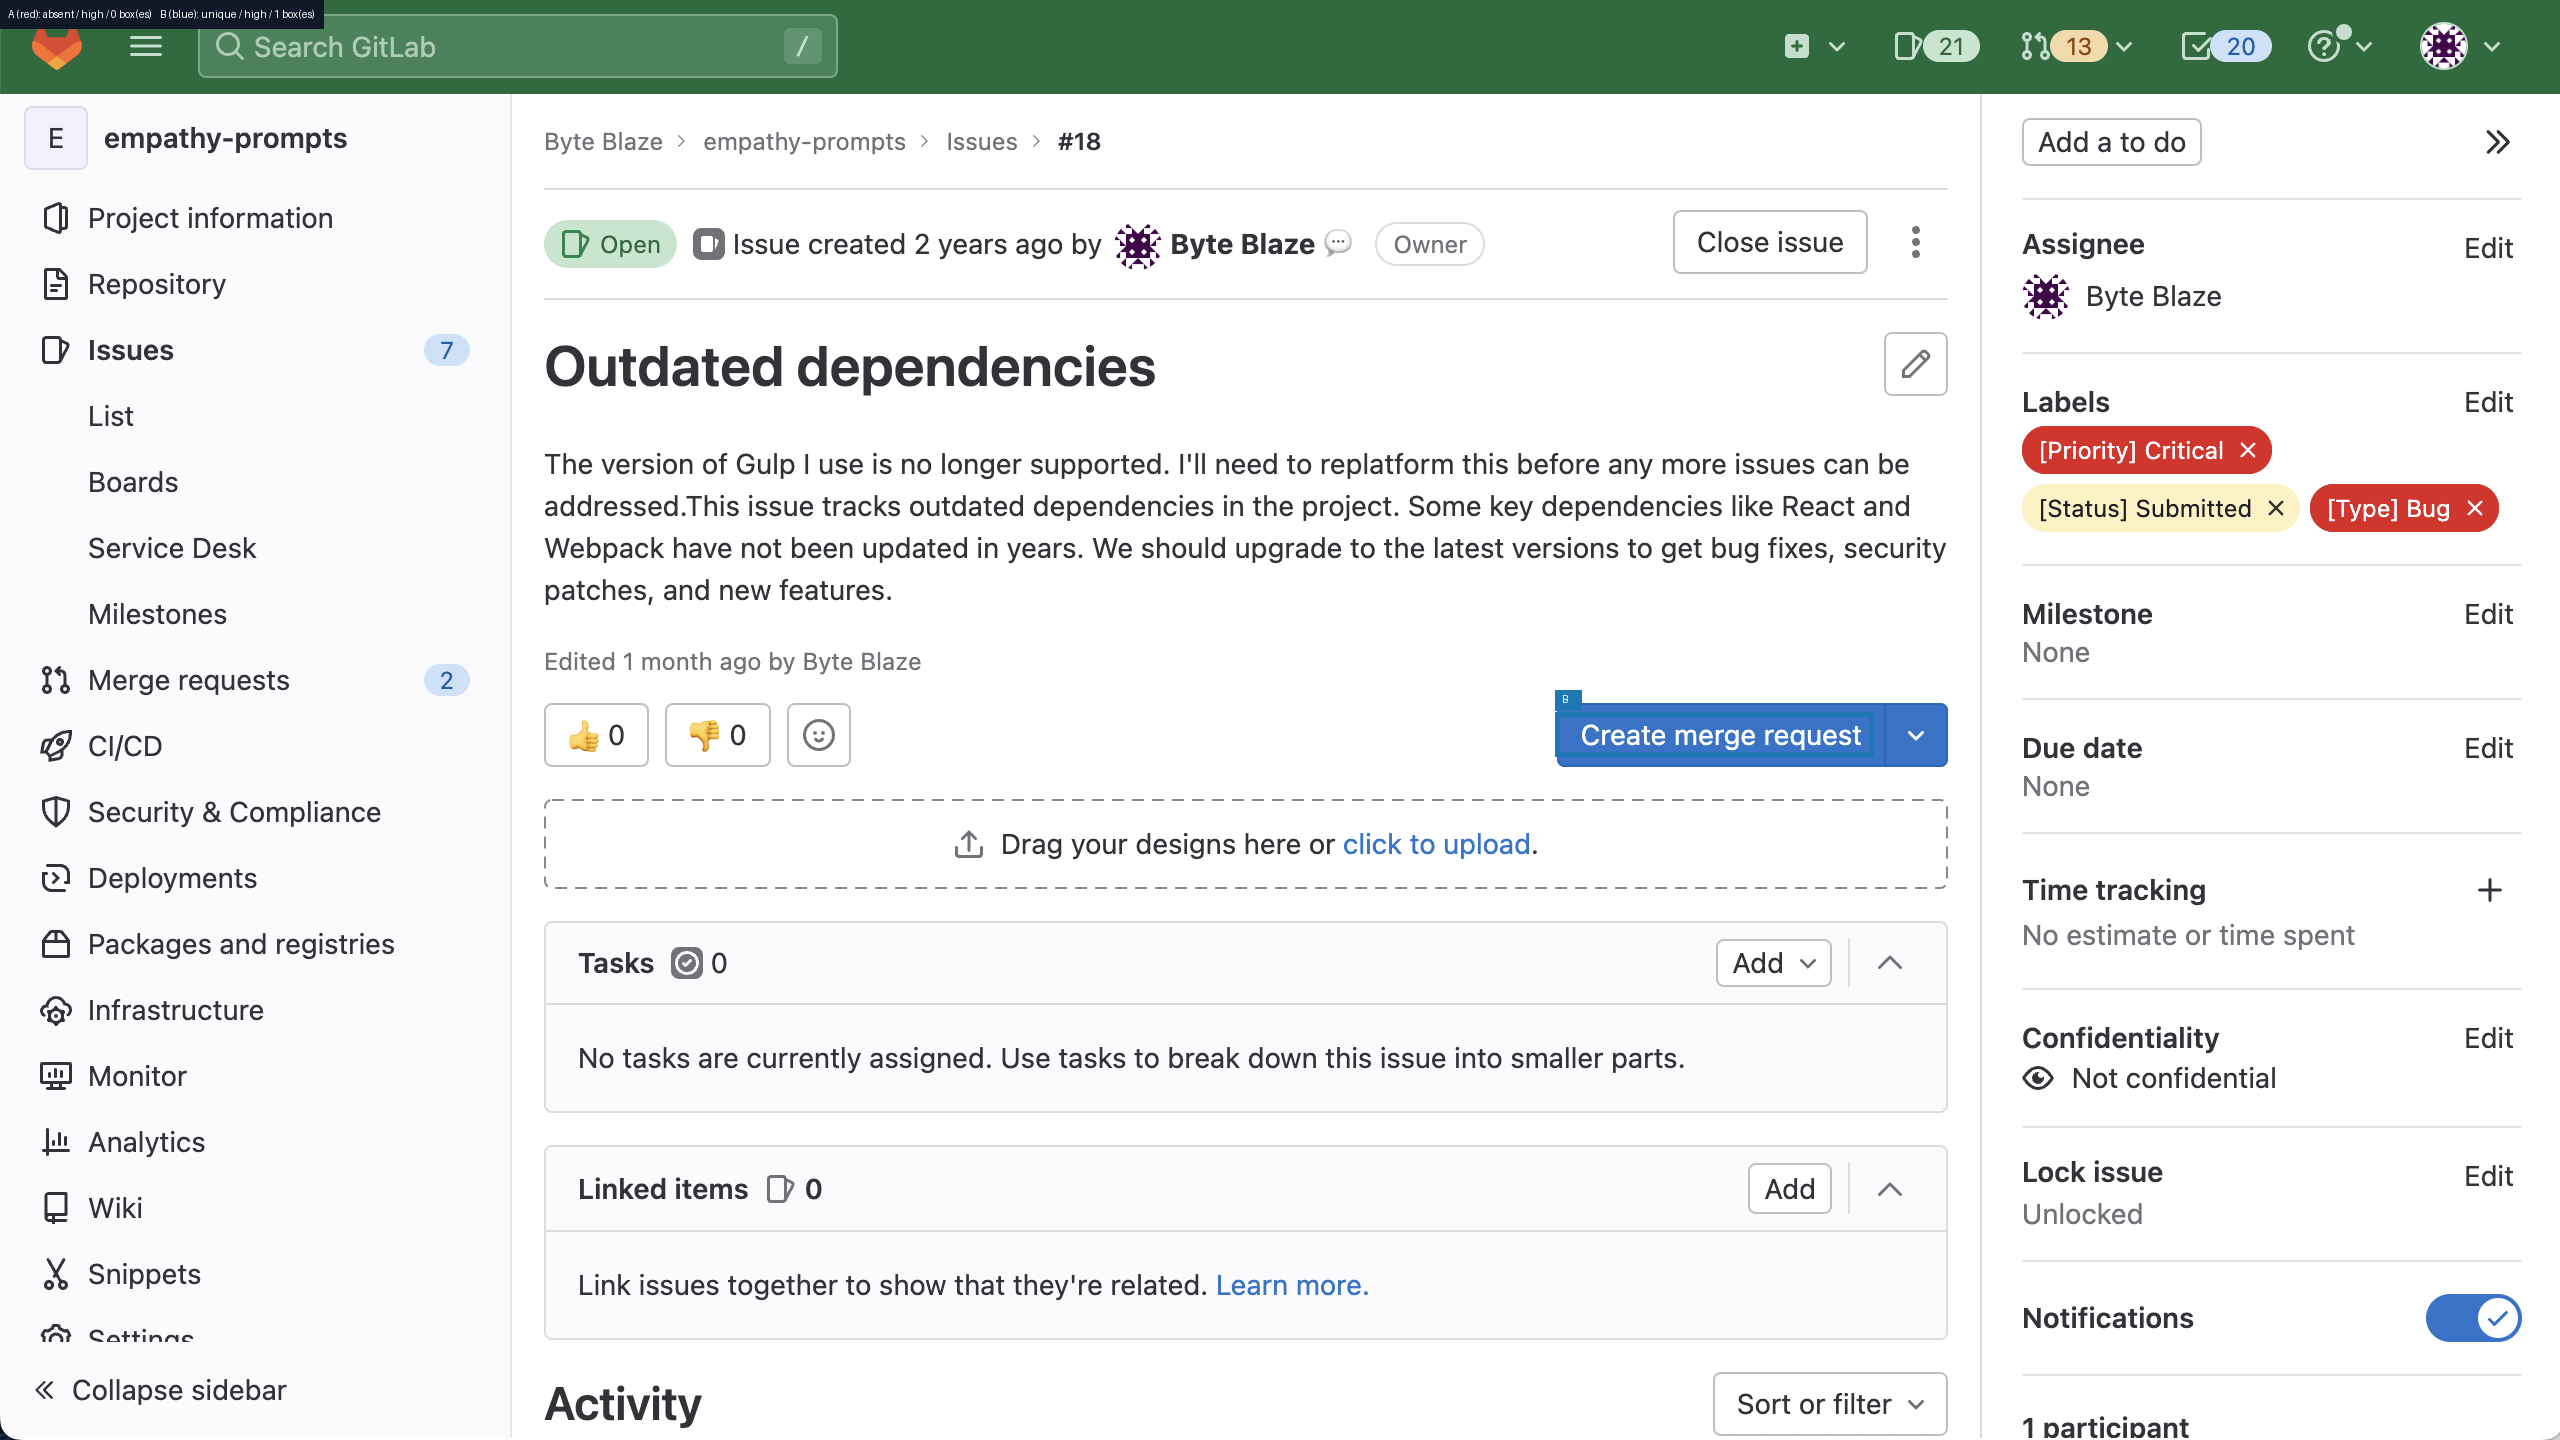 A (red): absent / high / 0 box(es) B (blue): unique / high / 1 box(es)
Search GitLab /
21
13
20
E empathy-prompts
Project information
Repository
Issues 7
List
Boards
Service Desk
Milestones
Merge requests 2
CI/CD
Security & Compliance
Deployments
Packages and registries
Infrastructure
Monitor
Analytics
Wiki
Snippets
Settings
Collapse sidebar
Byte Blaze > empathy-prompts > Issues > #18
Open Issue created 2 years ago by Byte Blaze Owner
Close issue
Outdated dependencies
The version of Gulp I use is no longer supported. I'll need to replatform this before any more issues can be
addressed.This issue tracks outdated dependencies in the project. Some key dependencies like React and
Webpack have not been updated in years. We should upgrade to the latest versions to get bug fixes, security
patches, and new features.
Edited 1 month ago by Byte Blaze
0 0
B
Create merge request
Drag your designs here or click to upload.
Tasks 0
Add
No tasks are currently assigned. Use tasks to break down this issue into smaller parts.
Linked items 0
Add
Link issues together to show that they're related. Learn more.
Activity
Sort or filter
Add a to do
Assignee Edit
Byte Blaze
Labels Edit
[Priority] Critical
[Status] Submitted [Type] Bug
Milestone Edit
None
Due date Edit
None
Time tracking
No estimate or time spent
Confidentiality Edit
Not confidential
Lock issue Edit
Unlocked
Notifications
1 participant